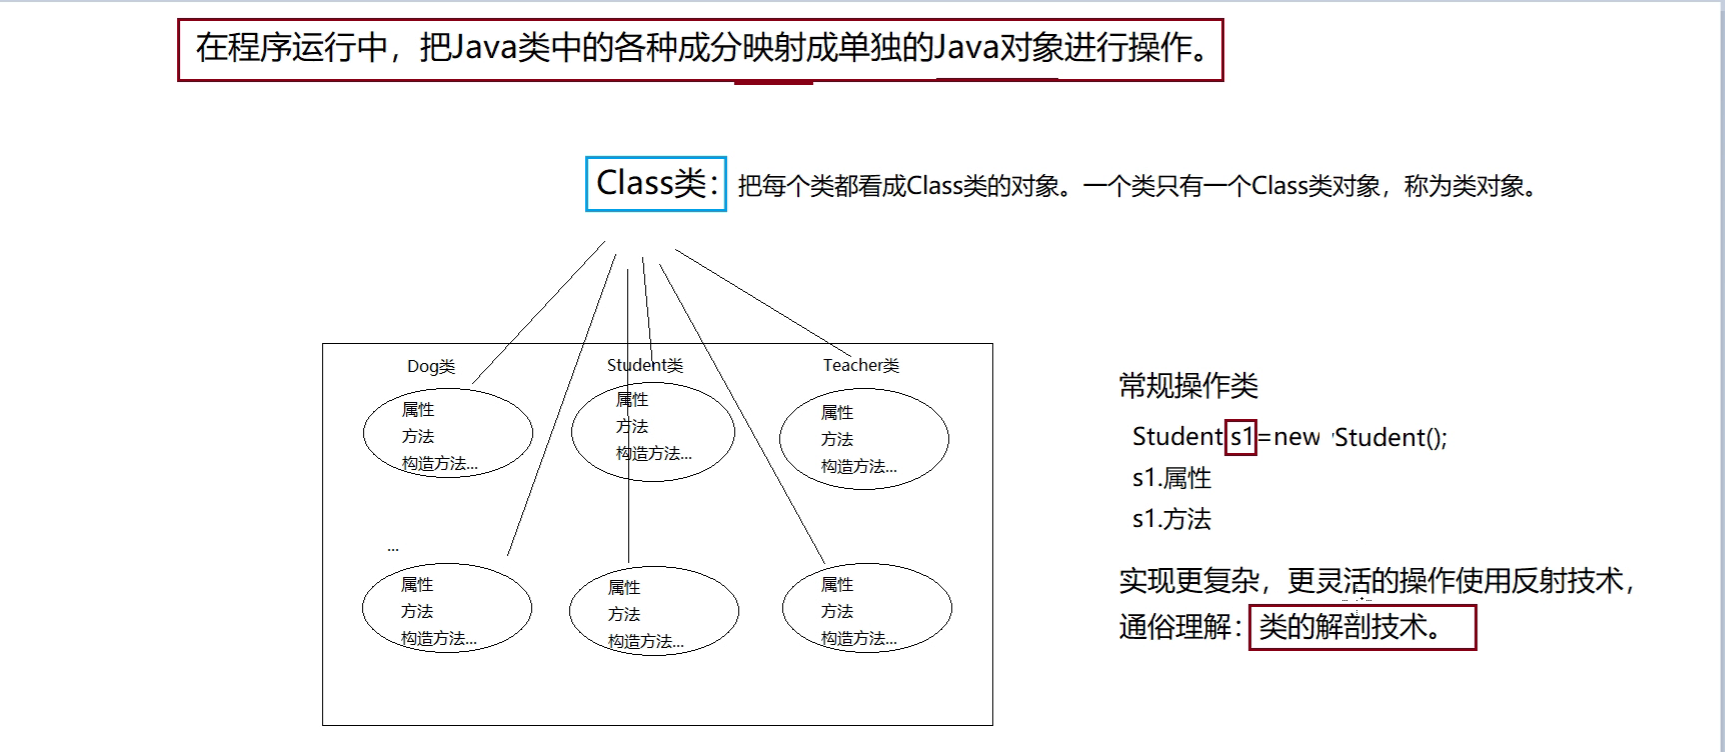 在程序运行中，把Java类中的各种成分映射成单独的Java对象进行操作。
Class类：把每个类都看成Class类的对象。一个类只有一个Class类对象，称为类对象。
Dog类
属性
方法
构造方法...
Student类
属性
方法
构造方法...
Teacher类
属性
方法
构造方法...
...
属性
方法
构造方法...
属性
方法
构造方法...
属性
方法
构造方法...
常规操作类
Student s1=new Student();
s1.属性
s1.方法
实现更复杂，更灵活的操作使用反射技术，
通俗理解：类的解剖技术。